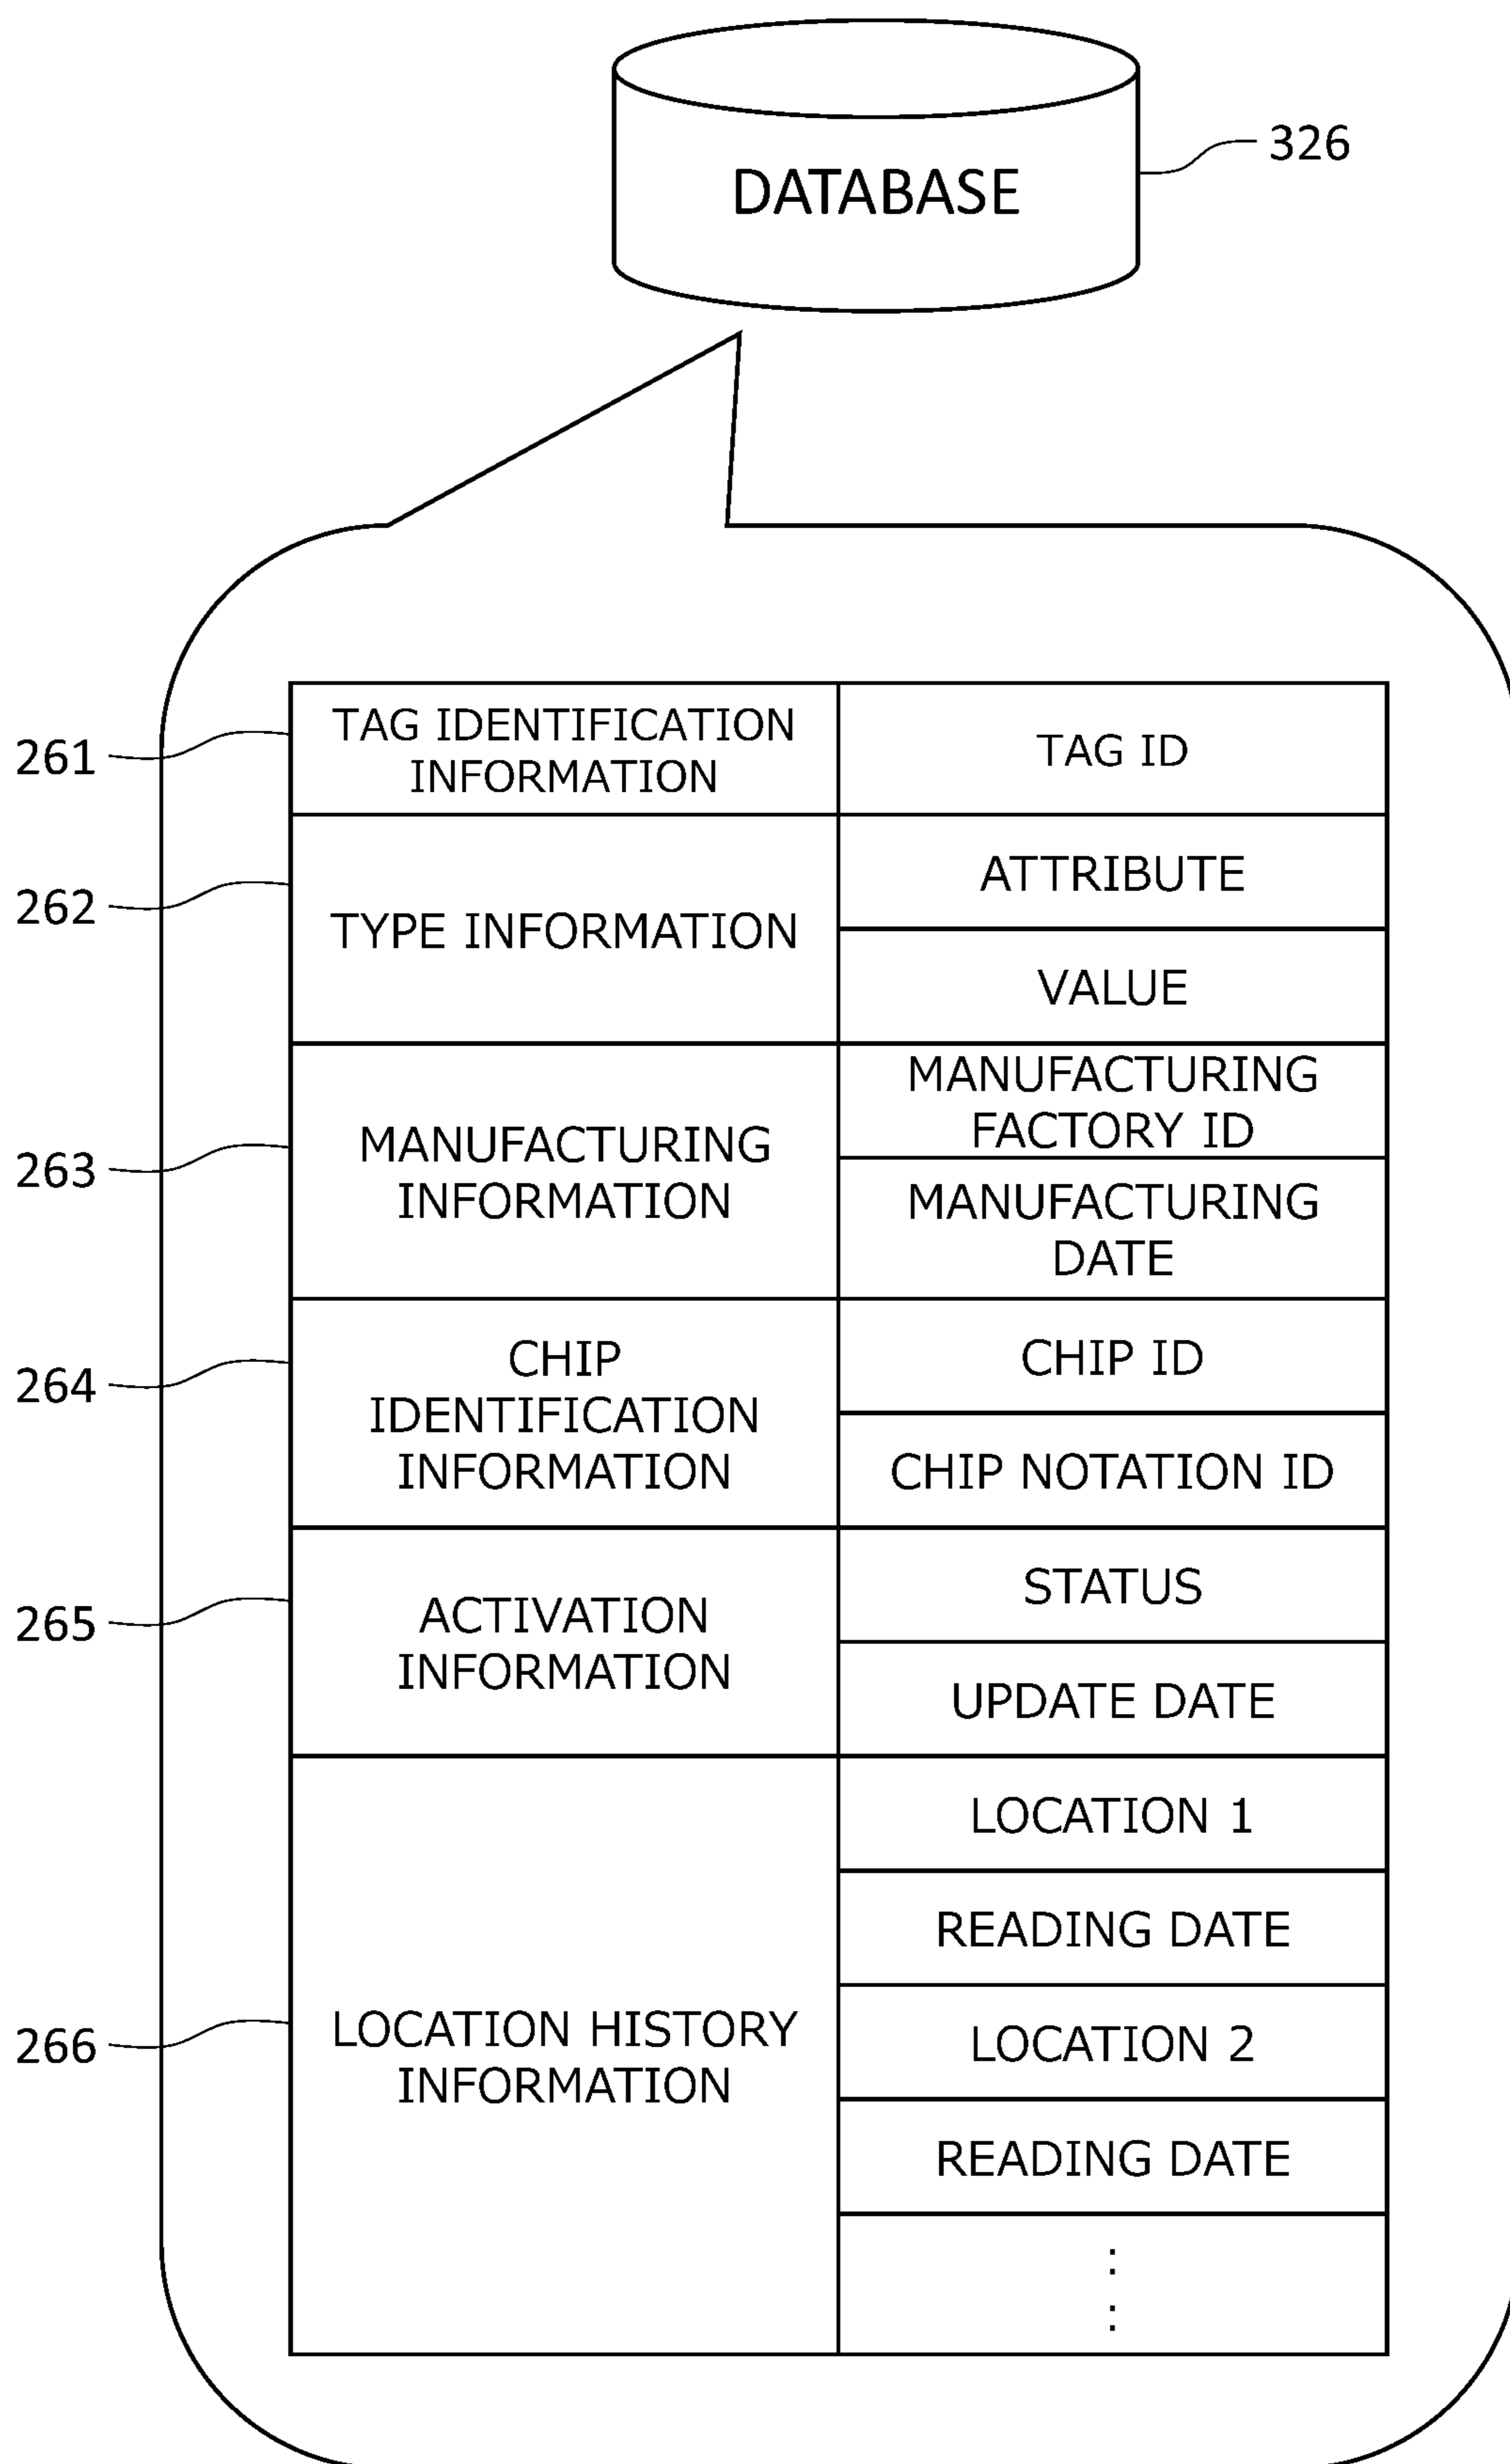 DATABASE
326
261
TAG IDENTIFICATION
INFORMATION
TAG ID
262
TYPE INFORMATION
ATTRIBUTE
VALUE
263
MANUFACTURING
INFORMATION
MANUFACTURING
FACTORY ID
MANUFACTURING
DATE
264
CHIP
IDENTIFICATION
INFORMATION
CHIP ID
CHIP NOTATION ID
265
ACTIVATION
INFORMATION
STATUS
UPDATE DATE
266
LOCATION HISTORY
INFORMATION
LOCATION 1
READING DATE
LOCATION 2
READING DATE
:
: